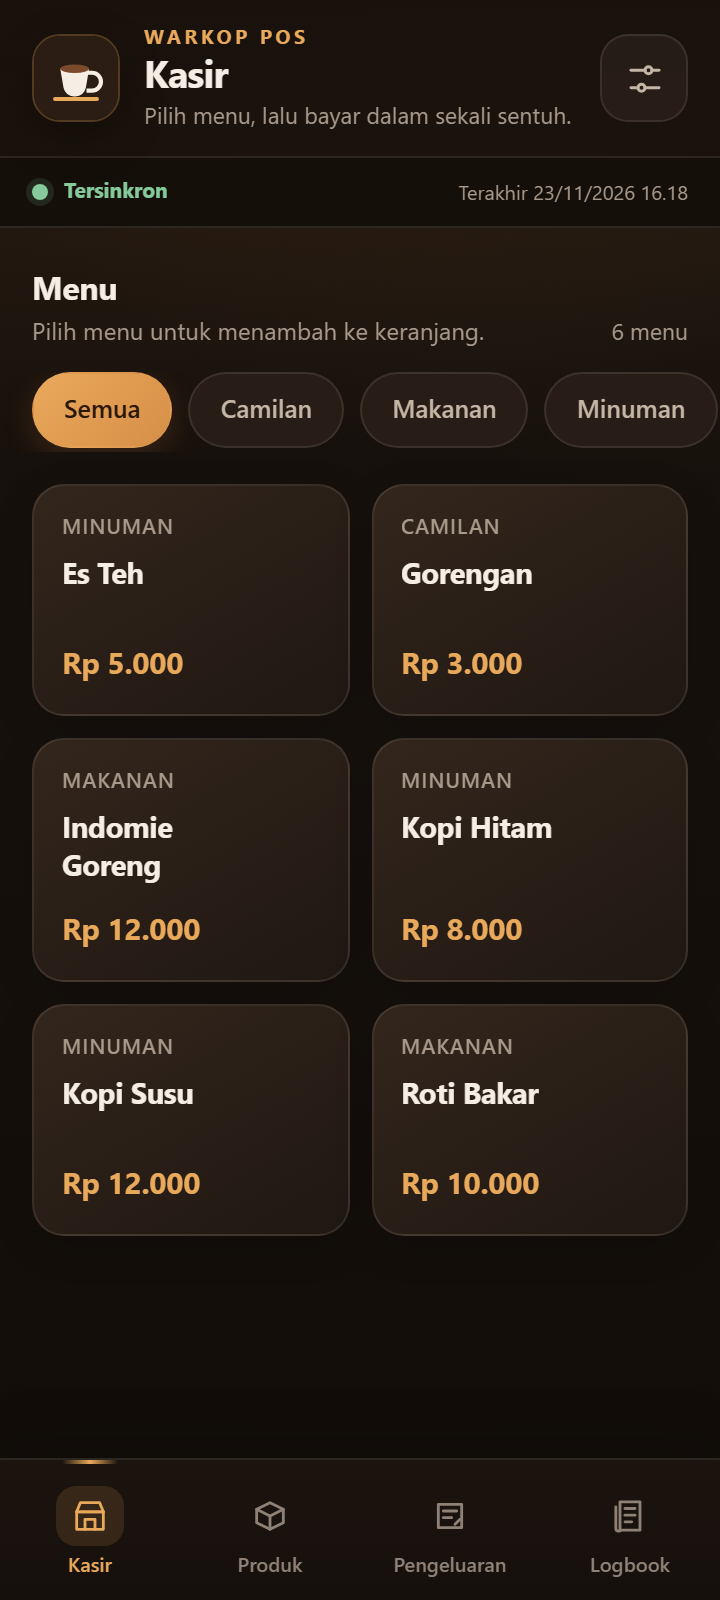 WARKOP POS
Kasir
Pilih menu, lalu bayar dalam sekali sentuh.
Tersinkron
Terakhir 23/11/2026 16.18
Menu
Pilih menu untuk menambah ke keranjang.
6 menu
Semua
Camilan
Makanan
Minuman
MINUMAN
Es Teh
Rp 5.000
CAMILAN
Gorengan
Rp 3.000
MAKANAN
Indomie
Goreng
Rp 12.000
MINUMAN
Kopi Hitam
Rp 8.000
MINUMAN
Kopi Susu
Rp 12.000
MAKANAN
Roti Bakar
Rp 10.000
Kasir
Produk
Pengeluaran
Logbook